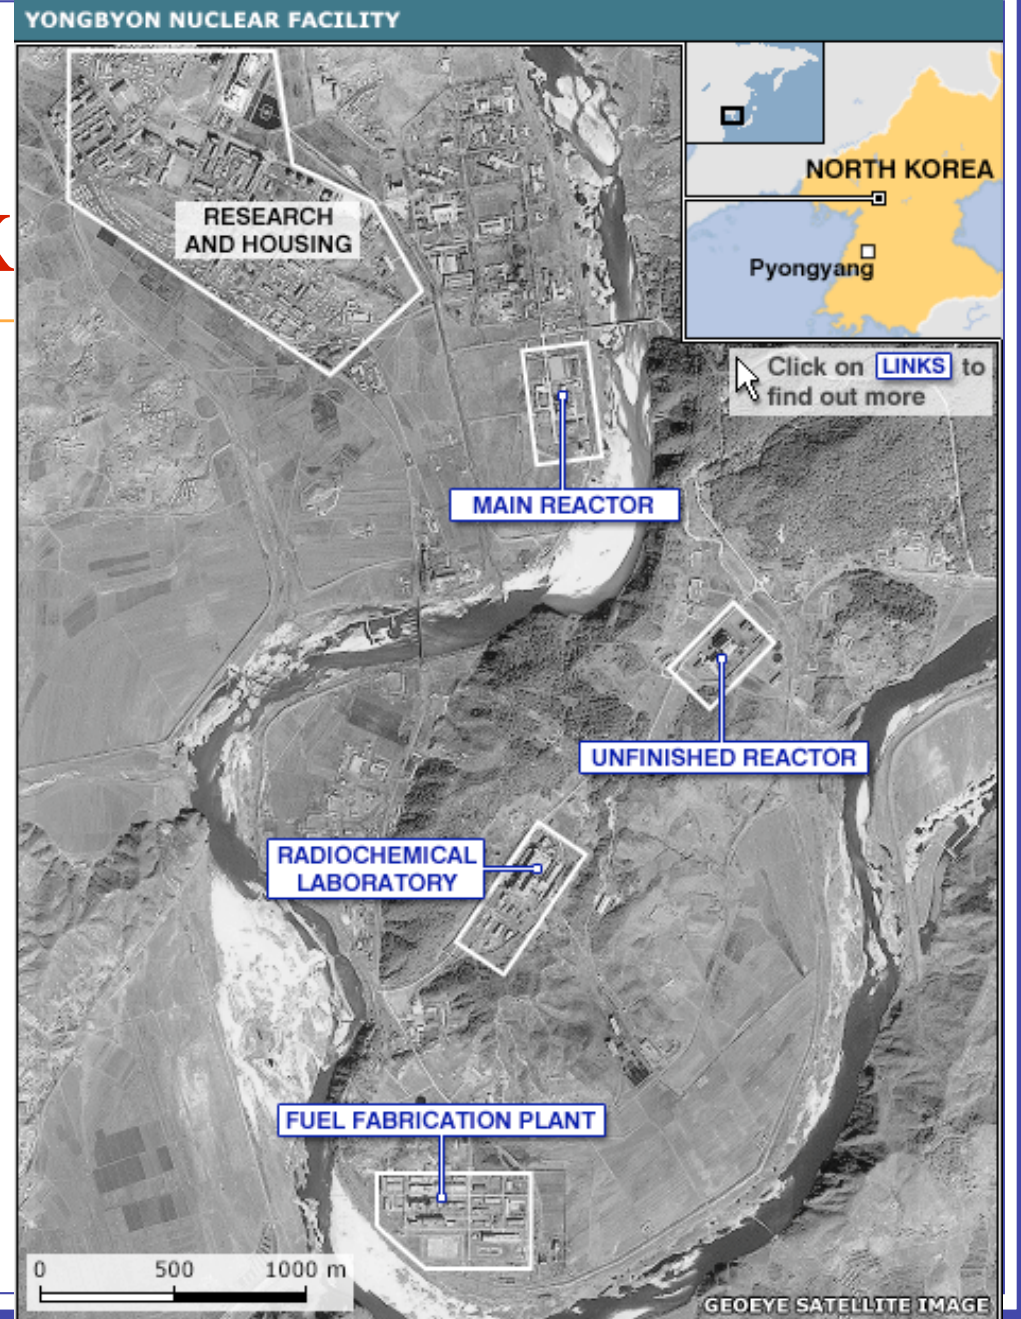 YONGBYON NUCLEAR FACILITY
K
NORTH KOREA
Pyongyang
RESEARCH
AND HOUSING
Click on LINKS to
find out more
MAIN REACTOR
UNFINISHED REACTOR
RADIOCHEMICAL
LABORATORY
FUEL FABRICATION PLANT
0 500 1000 m
GEOEYE SATELLITE IMAGE